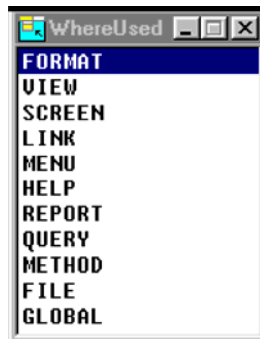 WhereUsed
FORMAT
VIEW
SCREEN
LINK
MENU
HELP
REPORT
QUERY
METHOD
FILE
GLOBAL